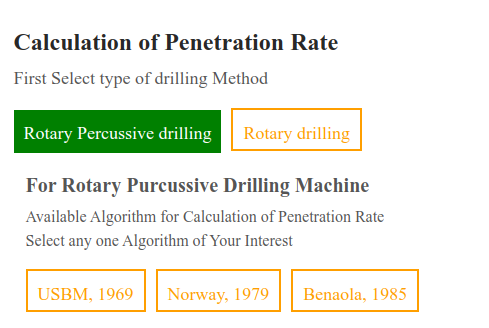 Calculation of Penetration Rate
First Select type of drilling Method
Rotary Percussive drilling Rotary drilling
For Rotary Purcussive Drilling Machine
Available Algorithm for Calculation of Penetration Rate
Select any one Algorithm of Your Interest
USBM, 1969 Norway, 1979 Benaola, 1985